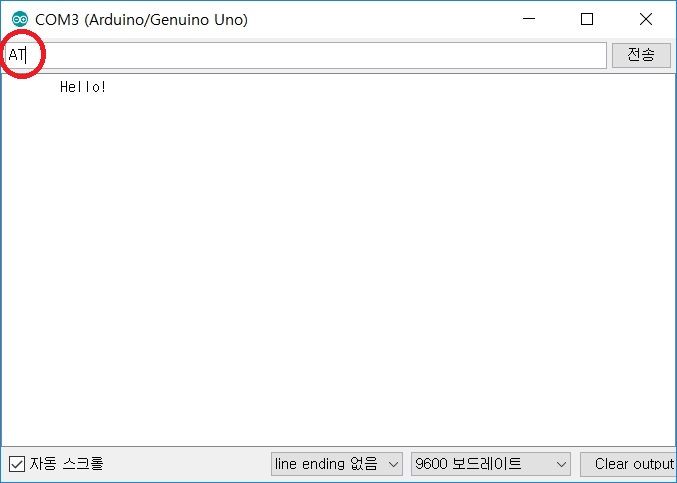 COM3 (Arduino/Genuino Uno)
AT
전송
Hello!
자동 스크롤
line ending 없음
9600 보드레이트
Clear output